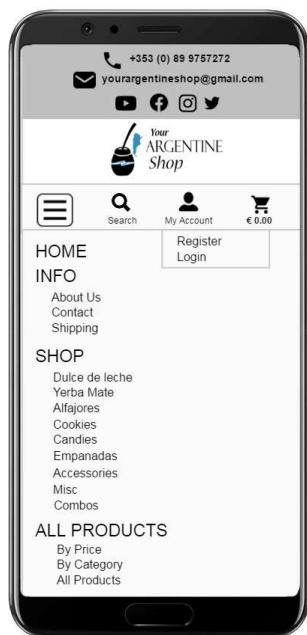 +353 (0) 89 9757272
yourargentineshop@gmail.com
Your
ARGENTINE
Shop
Search
My Account
€ 0.00
Register
Login
HOME
INFO
About Us
Contact
Shipping
SHOP
Dulce de leche
Yerba Mate
Alfajores
Cookies
Candies
Empanadas
Accessories
Misc
Combos
ALL PRODUCTS
By Price
By Category
All Products